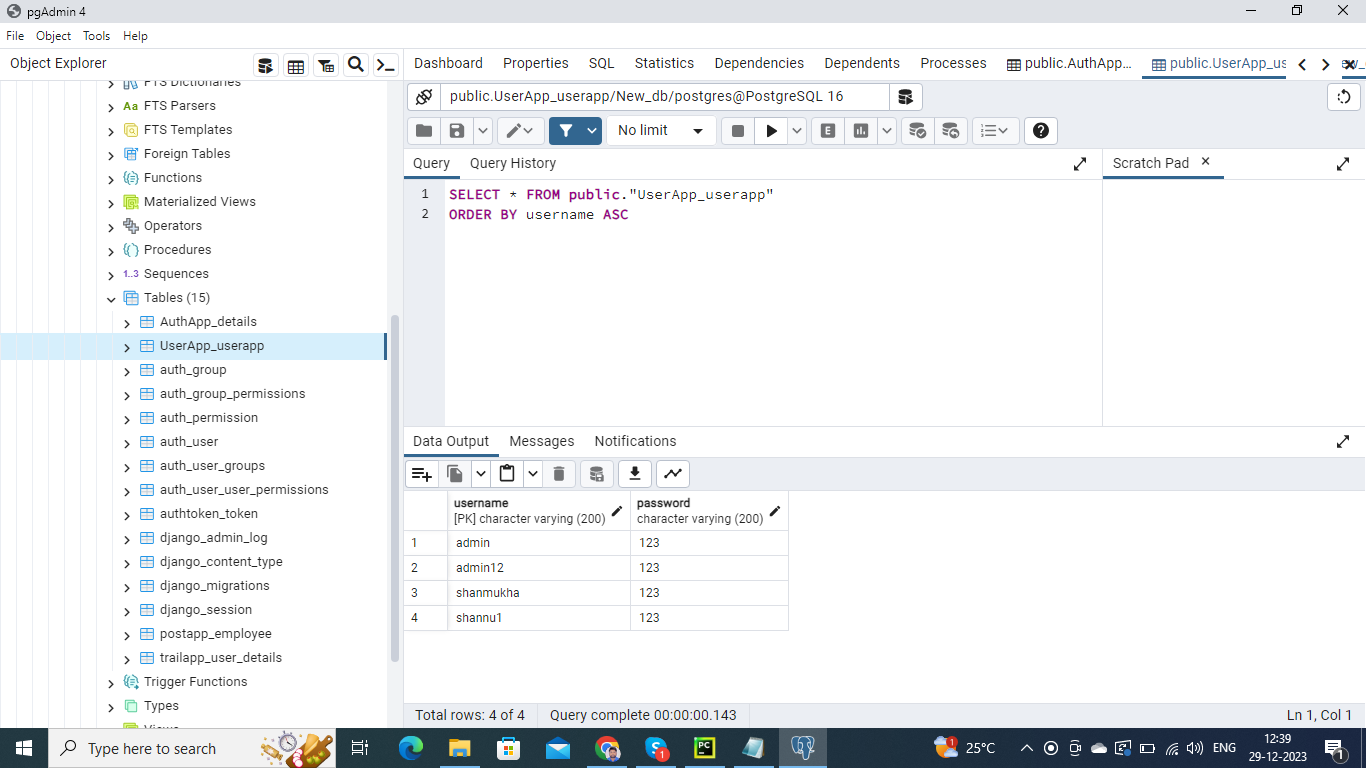 pgAdmin 4
File Object Tools Help
Object Explorer
Dashboard Properties SQL Statistics Dependencies Dependents Processes public.AuthApp... public.UserApp_us
FTS Dictionaries
FTS Parsers
FTS Templates
Foreign Tables
Functions
Materialized Views
Operators
Procedures
1..3 Sequences
Tables (15)
AuthApp_details
UserApp_userapp
auth_group
auth_group_permissions
auth_permission
auth_user
auth_user_groups
auth_user_user_permissions
authtoken_token
django_admin_log
django_content_type
django_migrations
django_session
postapp_employee
trailapp_user_details
Trigger Functions
Types
Views
public.UserApp_userapp/New_db/postgres@PostgreSQL 16
No limit
E
Query Query History
Scratch Pad
1 SELECT * FROM public."UserApp_userapp"
2 ORDER BY username ASC
Data Output Messages Notifications
username password
[PK] character varying (200) character varying (200)
1 admin 123
2 admin12 123
3 shanmukha 123
4 shannu1 123
Total rows: 4 of 4 Query complete 00:00:00.143 Ln 1, Col 1
Type here to search
25°C
ENG
12:39
29-12-2023